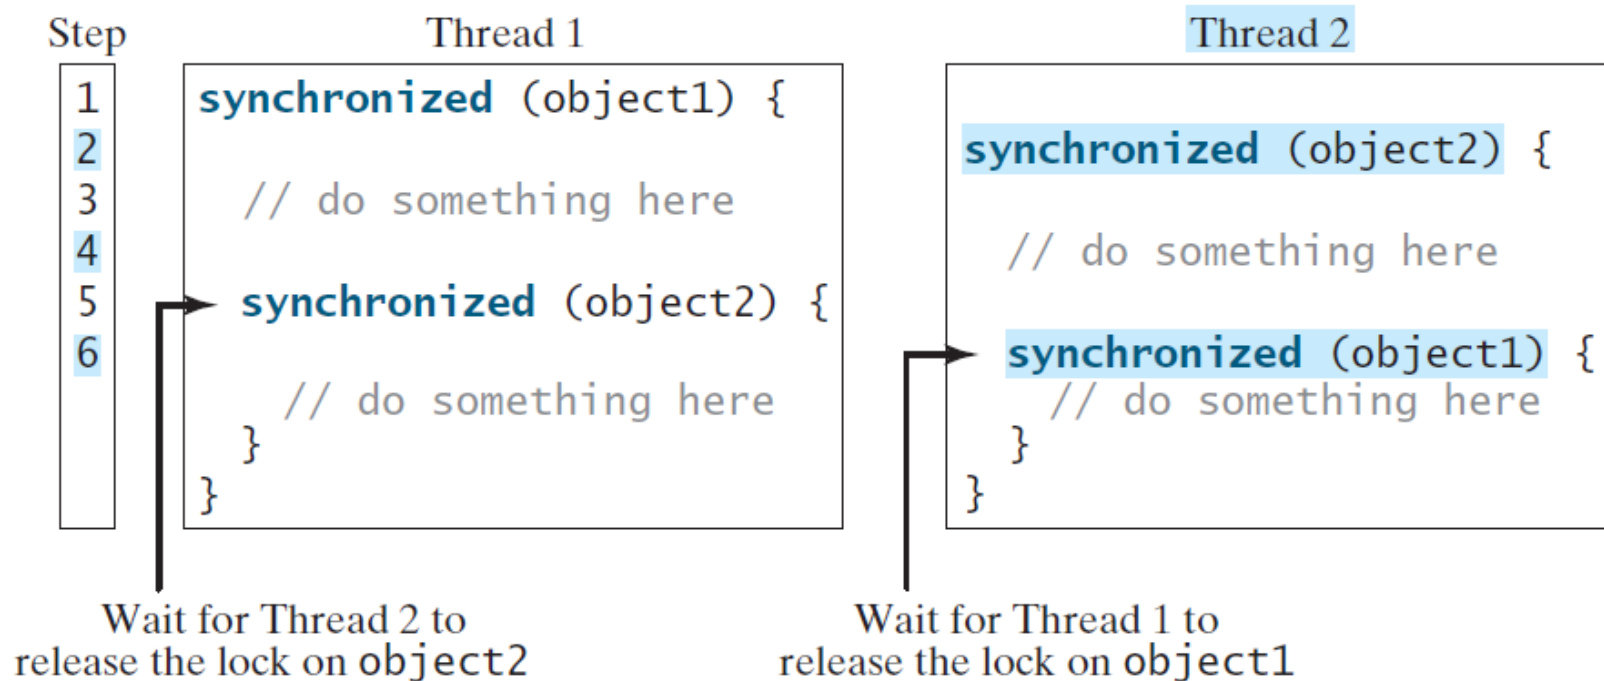 Step
1
2
3
4
5
6
Thread 1
synchronized (object1) {
// do something here
synchronized (object2) {
// do something here
}
}
Thread 2
synchronized (object2) {
// do something here
synchronized (object1) {
// do something here
}
}
Wait for Thread 2 to
release the lock on object2
Wait for Thread 1 to
release the lock on object1